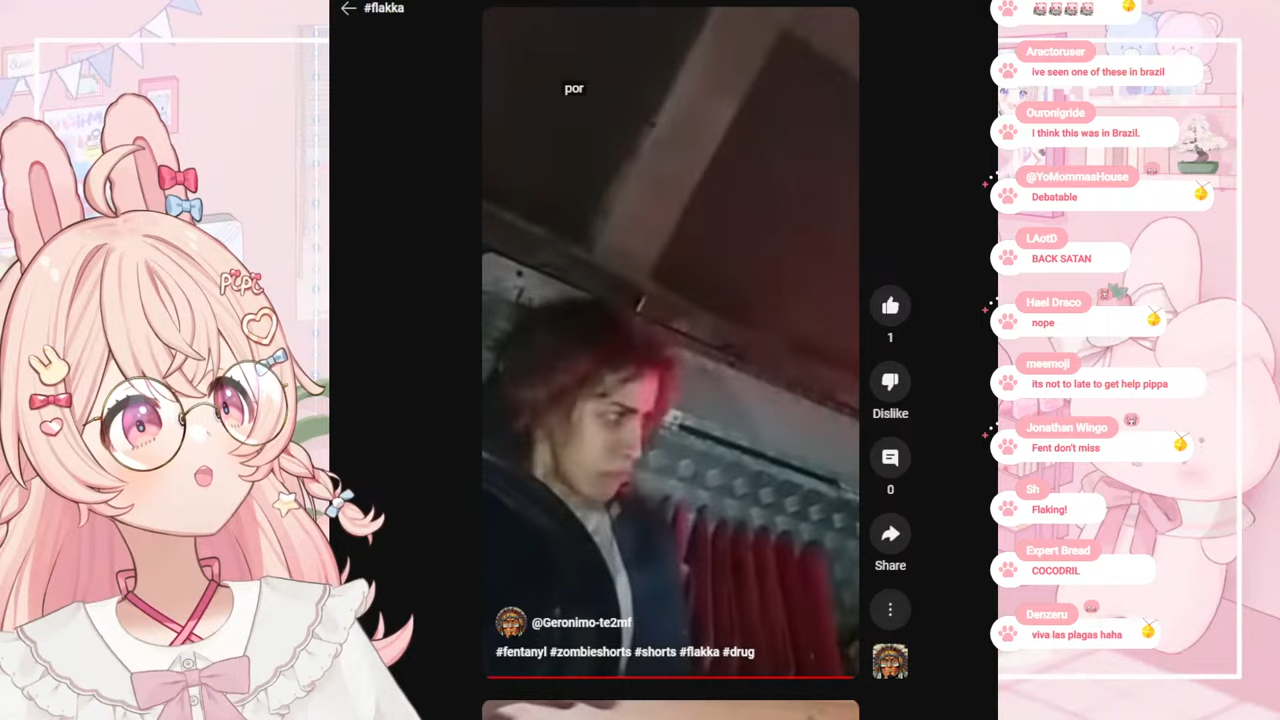 #flakka
por
1
Dislike
0
Share
@Geronimo-te2mf
#fentanyl #zombieshorts #shorts #flakka #drug
pipi
Aractoruser
ive seen one of these in brazil
Ouronigride
I think this was in Brazil.
@YoMommasHouse
Debatable
LAotD
BACK SATAN
Hael Draco
nope
meemoji
its not to late to get help pippa
Jonathan Wingo
Fent don't miss
Sh
Flaking!
Expert Bread
COCODRIL
Denzeru
viva las plagas haha